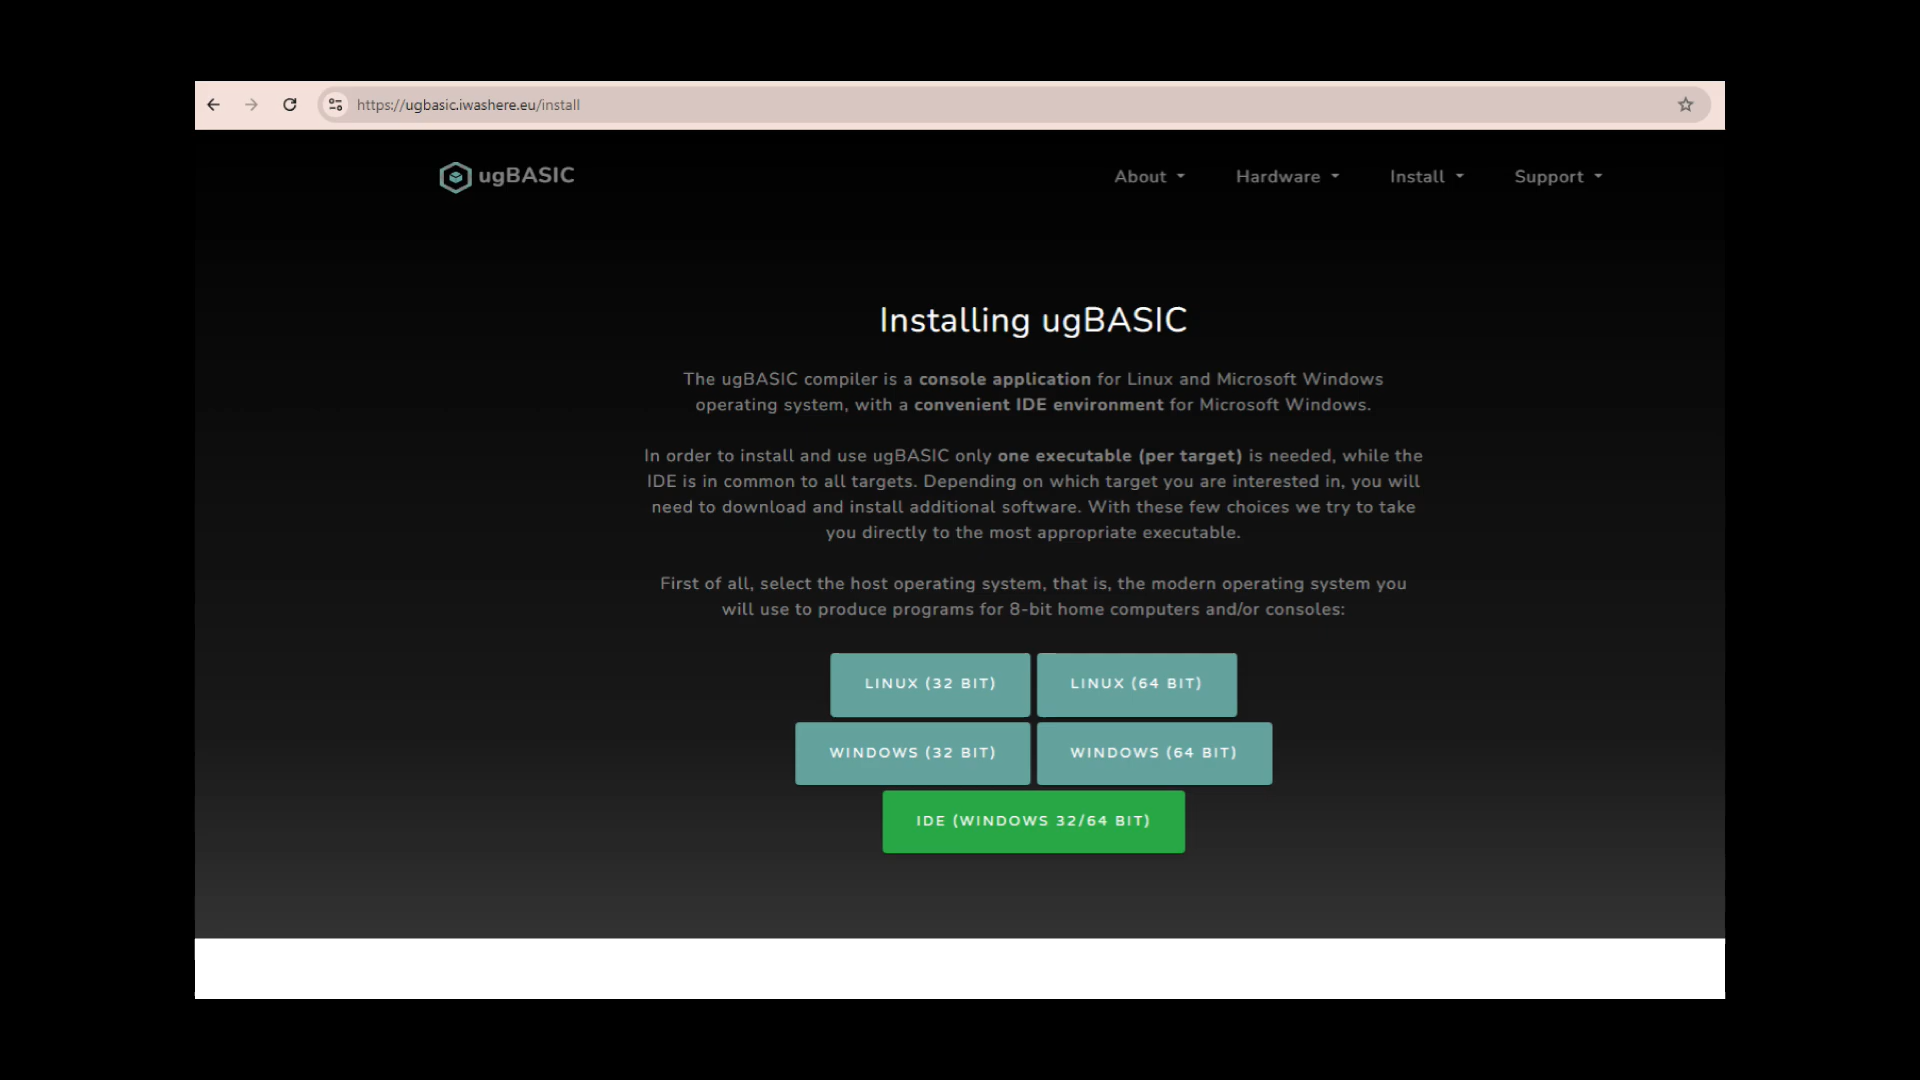 https://ugbasic.iwashere.eu/install
ugBASIC
About
Hardware
Install
Support
Installing ugBASIC
The ugBASIC compiler is a console application for Linux and Microsoft Windows
operating system, with a convenient IDE environment for Microsoft Windows.
In order to install and use ugBASIC only one executable (per target) is needed, while the
IDE is in common to all targets. Depending on which target you are interested in, you will
need to download and install additional software. With these few choices we try to take
you directly to the most appropriate executable.
First of all, select the host operating system, that is, the modern operating system you
will use to produce programs for 8-bit home computers and/or consoles:
LINUX (32 BIT)
LINUX (64 BIT)
WINDOWS (32 BIT)
WINDOWS (64 BIT)
IDE (WINDOWS 32/64 BIT)